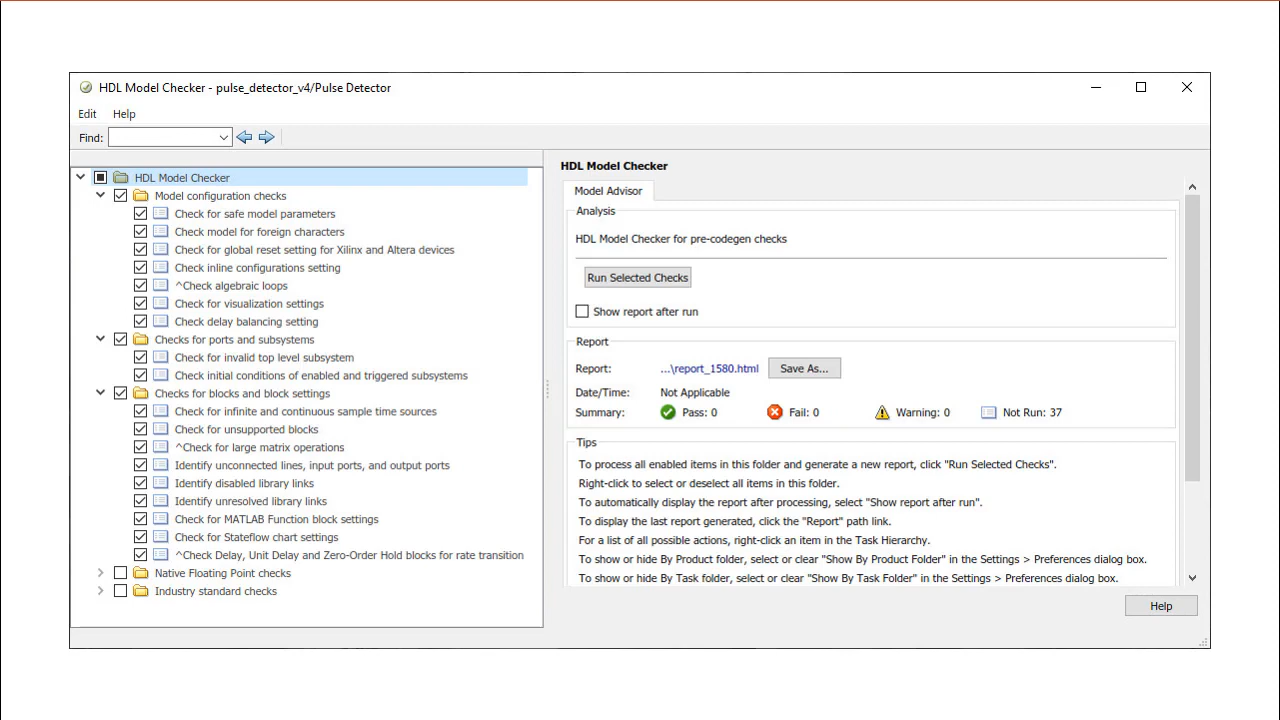 HDL Model Checker - pulse_detector_v4/Pulse Detector
Edit Help
Find:
HDL Model Checker
Model configuration checks
Check for safe model parameters
Check model for foreign characters
Check for global reset setting for Xilinx and Altera devices
Check inline configurations setting
^Check algebraic loops
Check for visualization settings
Check delay balancing setting
Checks for ports and subsystems
Check for invalid top level subsystem
Check initial conditions of enabled and triggered subsystems
Checks for blocks and block settings
Check for infinite and continuous sample time sources
Check for unsupported blocks
^Check for large matrix operations
Identify unconnected lines, input ports, and output ports
Identify disabled library links
Identify unresolved library links
Check for MATLAB Function block settings
Check for Stateflow chart settings
^Check Delay, Unit Delay and Zero-Order Hold blocks for rate transition
Native Floating Point checks
Industry standard checks
HDL Model Checker
Model Advisor
Analysis
HDL Model Checker for pre-codegen checks
Run Selected Checks
Show report after run
Report
Report: ...\report_1580.html Save As...
Date/Time: Not Applicable
Summary: Pass: 0 Fail: 0 Warning: 0 Not Run: 37
Tips
To process all enabled items in this folder and generate a new report, click "Run Selected Checks".
Right-click to select or deselect all items in this folder.
To automatically display the report after processing, select "Show report after run".
To display the last report generated, click the "Report" path link.
For a list of all possible actions, right-click an item in the Task Hierarchy.
To show or hide By Product folder, select or clear "Show By Product Folder" in the Settings > Preferences dialog box.
To show or hide By Task folder, select or clear "Show By Task Folder" in the Settings > Preferences dialog box.
Help